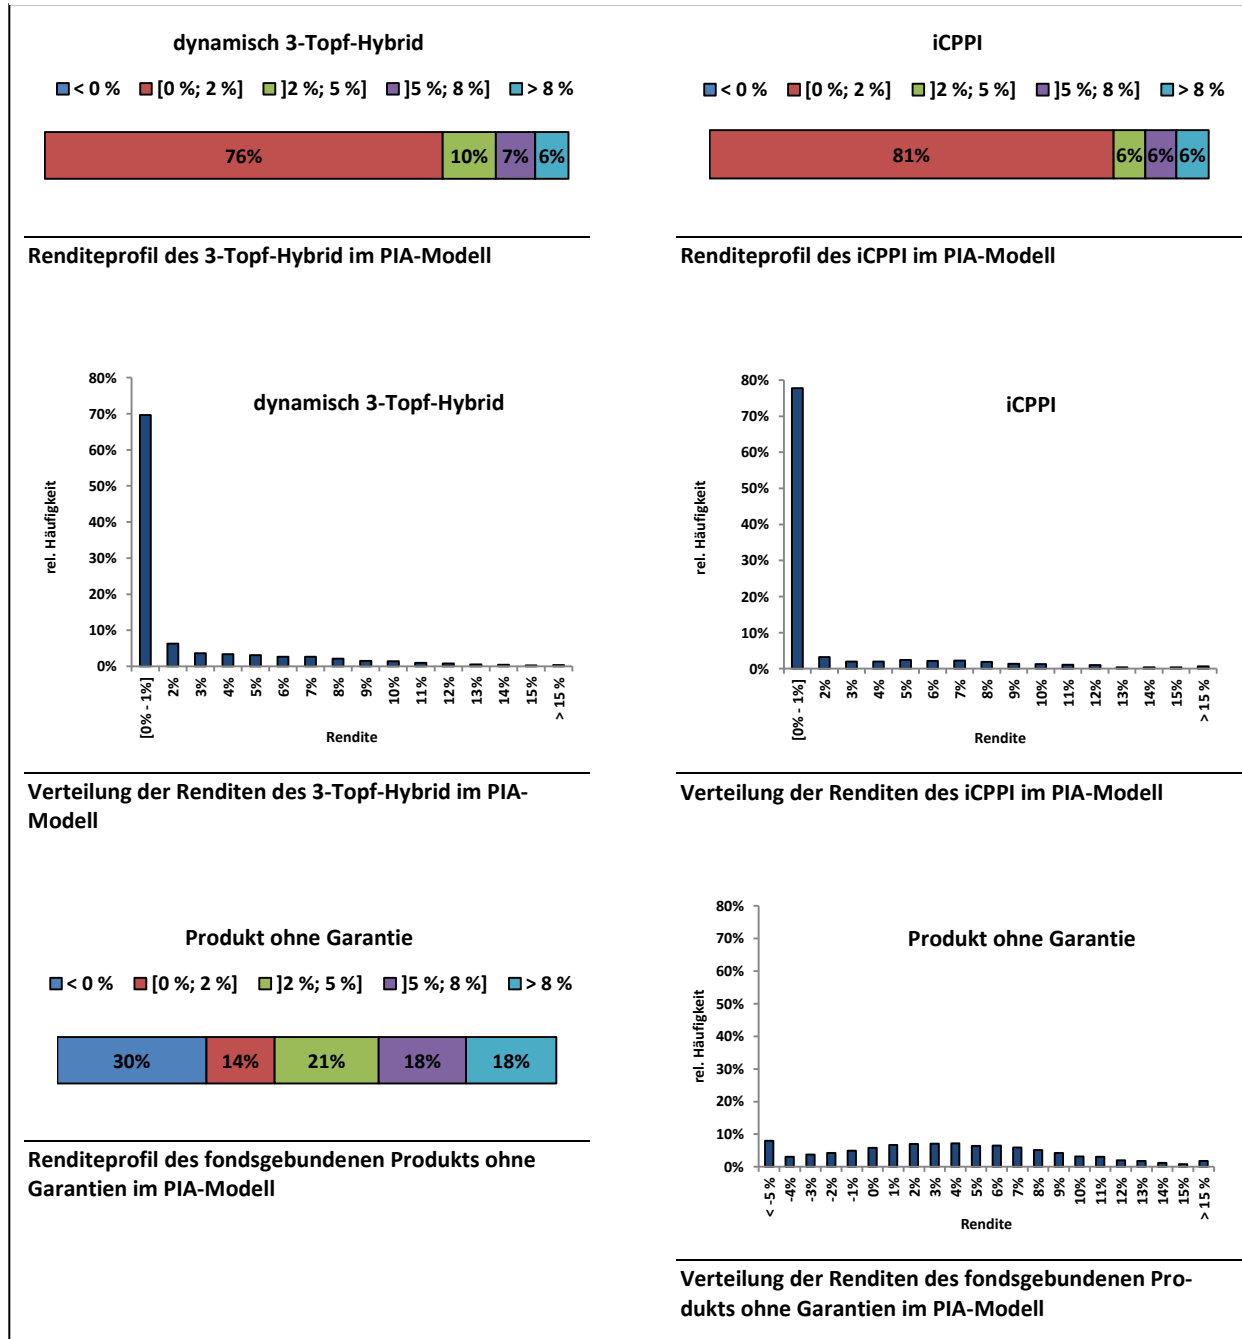 dynamisch 3-Topf-Hybrid
< 0 % [0 %; 2 %] ]2 %; 5 %] ]5 %; 8 %] > 8 %
76% 10% 7% 6%
Renditeprofil des 3-Topf-Hybrid im PIA-Modell
iCPPI
< 0 % [0 %; 2 %] ]2 %; 5 %] ]5 %; 8 %] > 8 %
81% 6% 6% 6%
Renditeprofil des iCPPI im PIA-Modell
dynamisch 3-Topf-Hybrid
rel. Häufigkeit
80%
70%
60%
50%
40%
30%
20%
10%
0%
[0% - 1%] 2% 3% 4% 5% 6% 7% 8% 9% 10% 11% 12% 13% 14% 15% > 15 %
Rendite
Verteilung der Renditen des 3-Topf-Hybrid im PIA-
Modell
iCPPI
rel. Häufigkeit
80%
70%
60%
50%
40%
30%
20%
10%
0%
[0% - 1%] 2% 3% 4% 5% 6% 7% 8% 9% 10% 11% 12% 13% 14% 15% > 15 %
Rendite
Verteilung der Renditen des iCPPI im PIA-Modell
Produkt ohne Garantie
< 0 % [0 %; 2 %] ]2 %; 5 %] ]5 %; 8 %] > 8 %
30% 14% 21% 18% 18%
Renditeprofil des fondsgebundenen Produkts ohne
Garantien im PIA-Modell
Produkt ohne Garantie
rel. Häufigkeit
80%
70%
60%
50%
40%
30%
20%
10%
0%
< -5 % -4% -3% -2% -1% 0% 1% 2% 3% 4% 5% 6% 7% 8% 9% 10% 11% 12% 13% 14% 15% > 15 %
Rendite
Verteilung der Renditen des fondsgebundenen Pro-
dukts ohne Garantien im PIA-Modell